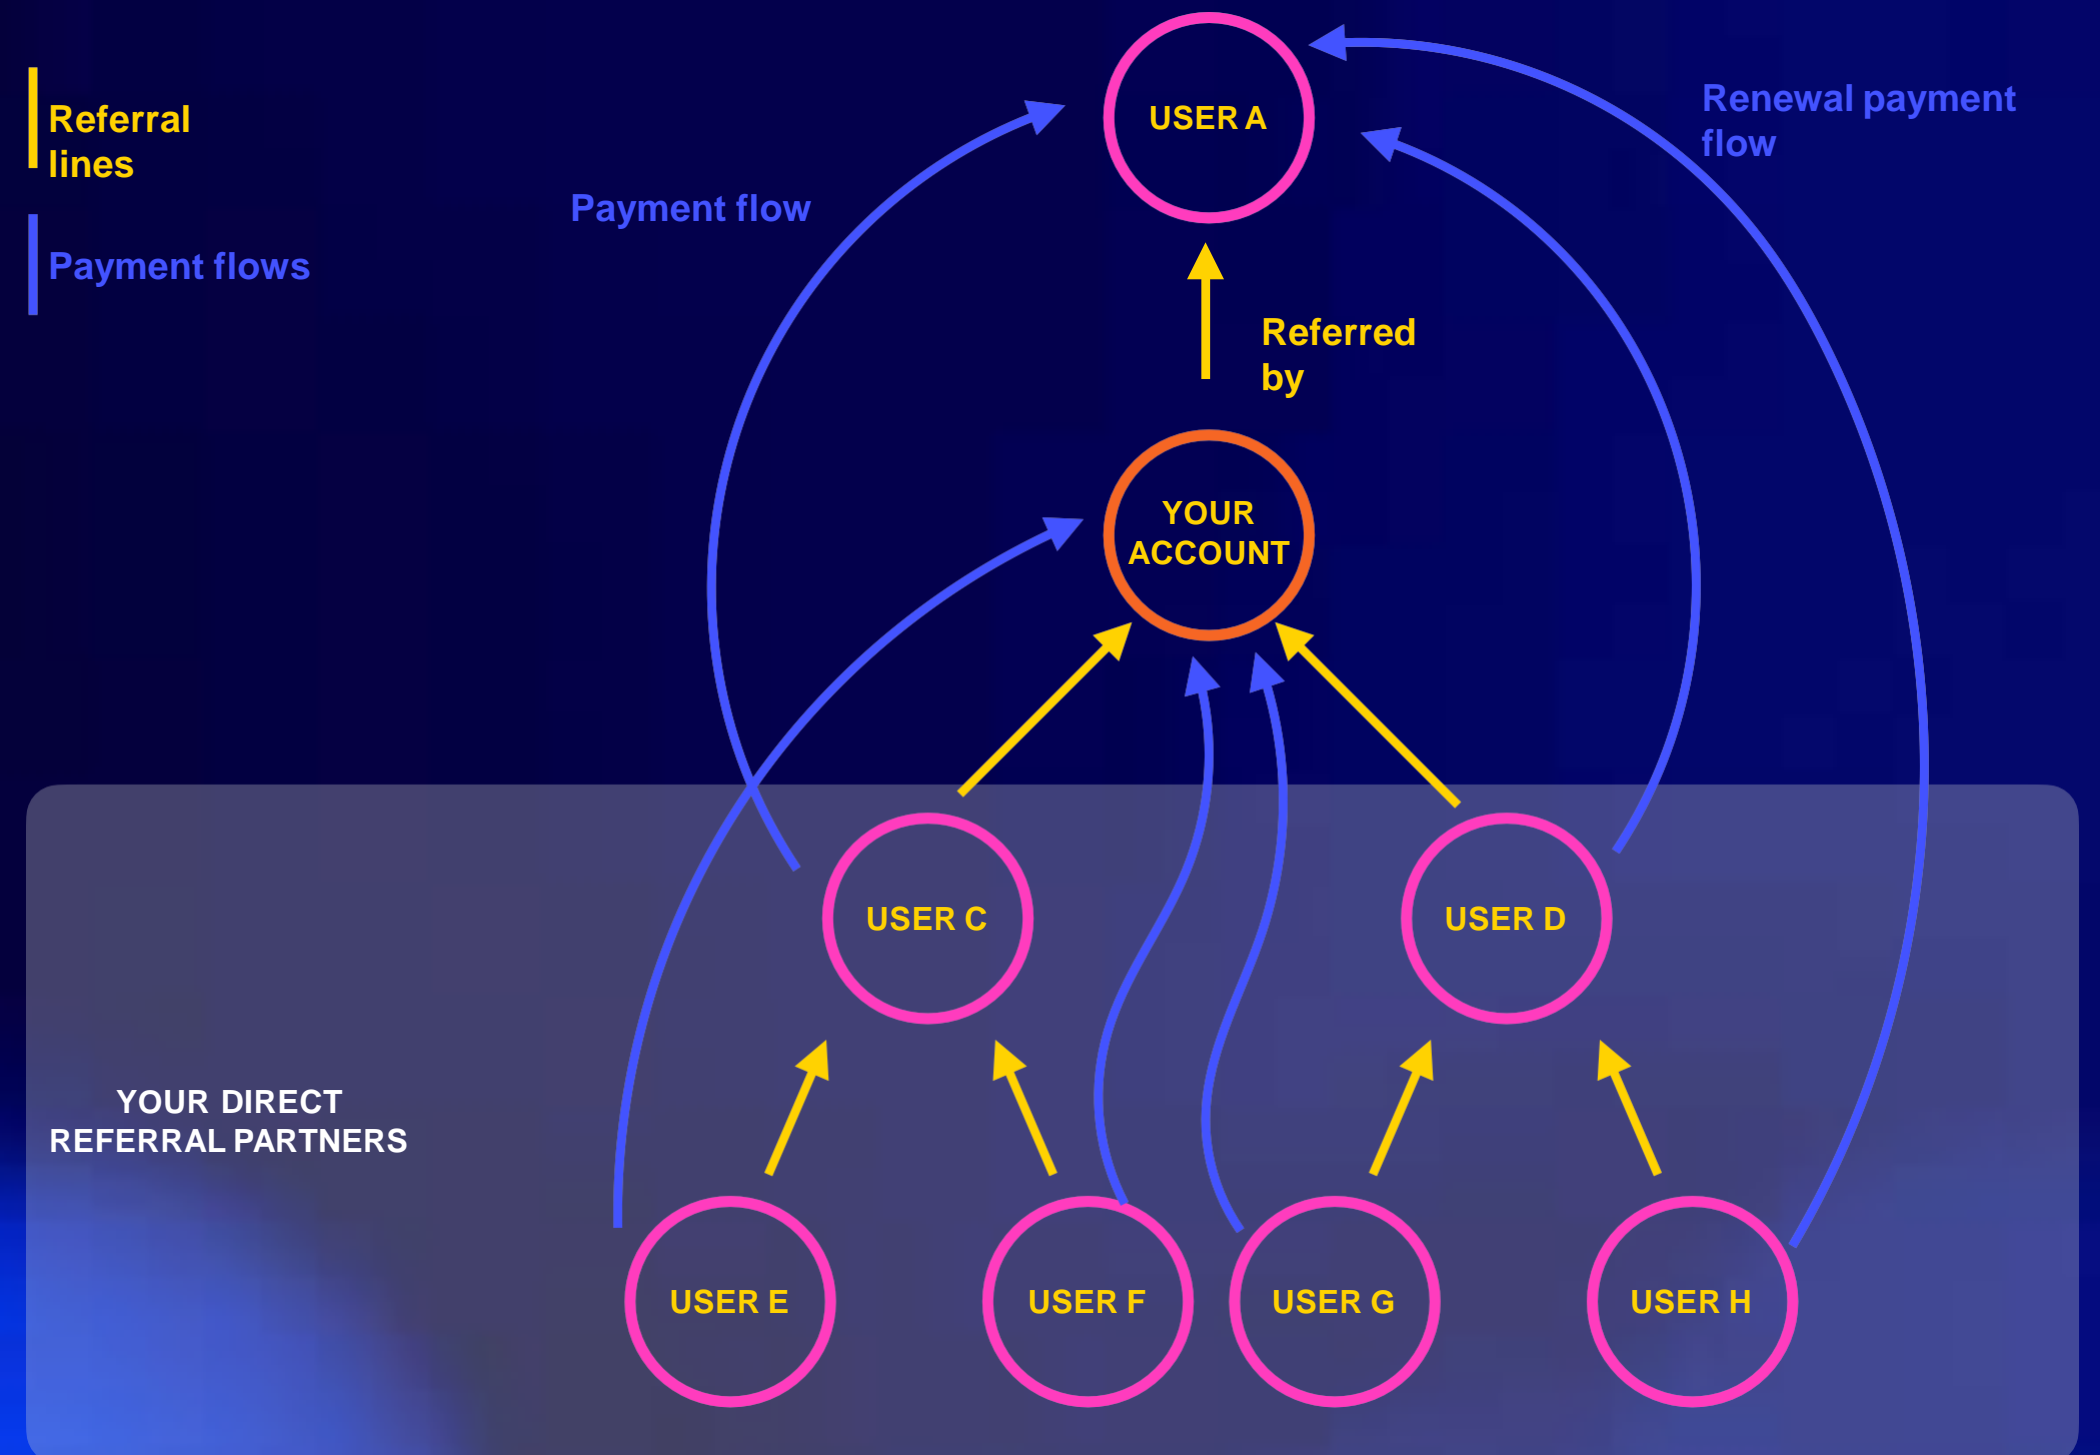 Referral
lines
Payment flows
Payment flow
USER A
Renewal payment
flow
Referred
by
YOUR
ACCOUNT
USER C
USER D
YOUR DIRECT
REFERRAL PARTNERS
USER E
USER F
USER G
USER H